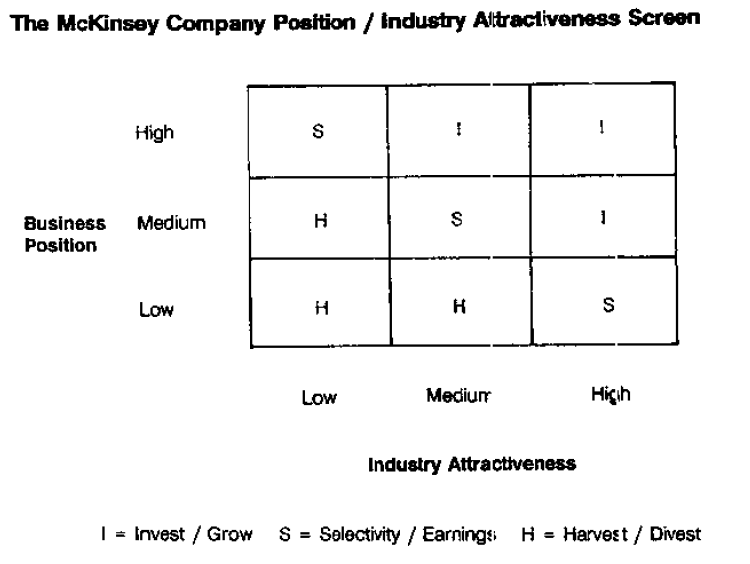 The McKinsey Company Position / Industry Attractiveness Screen
High S I I
Business Position Medium H S I
Low H H S
Low Medium High
Industry Attractiveness
I = Invest / Grow S = Selectivity / Earnings H = Harvest / Divest